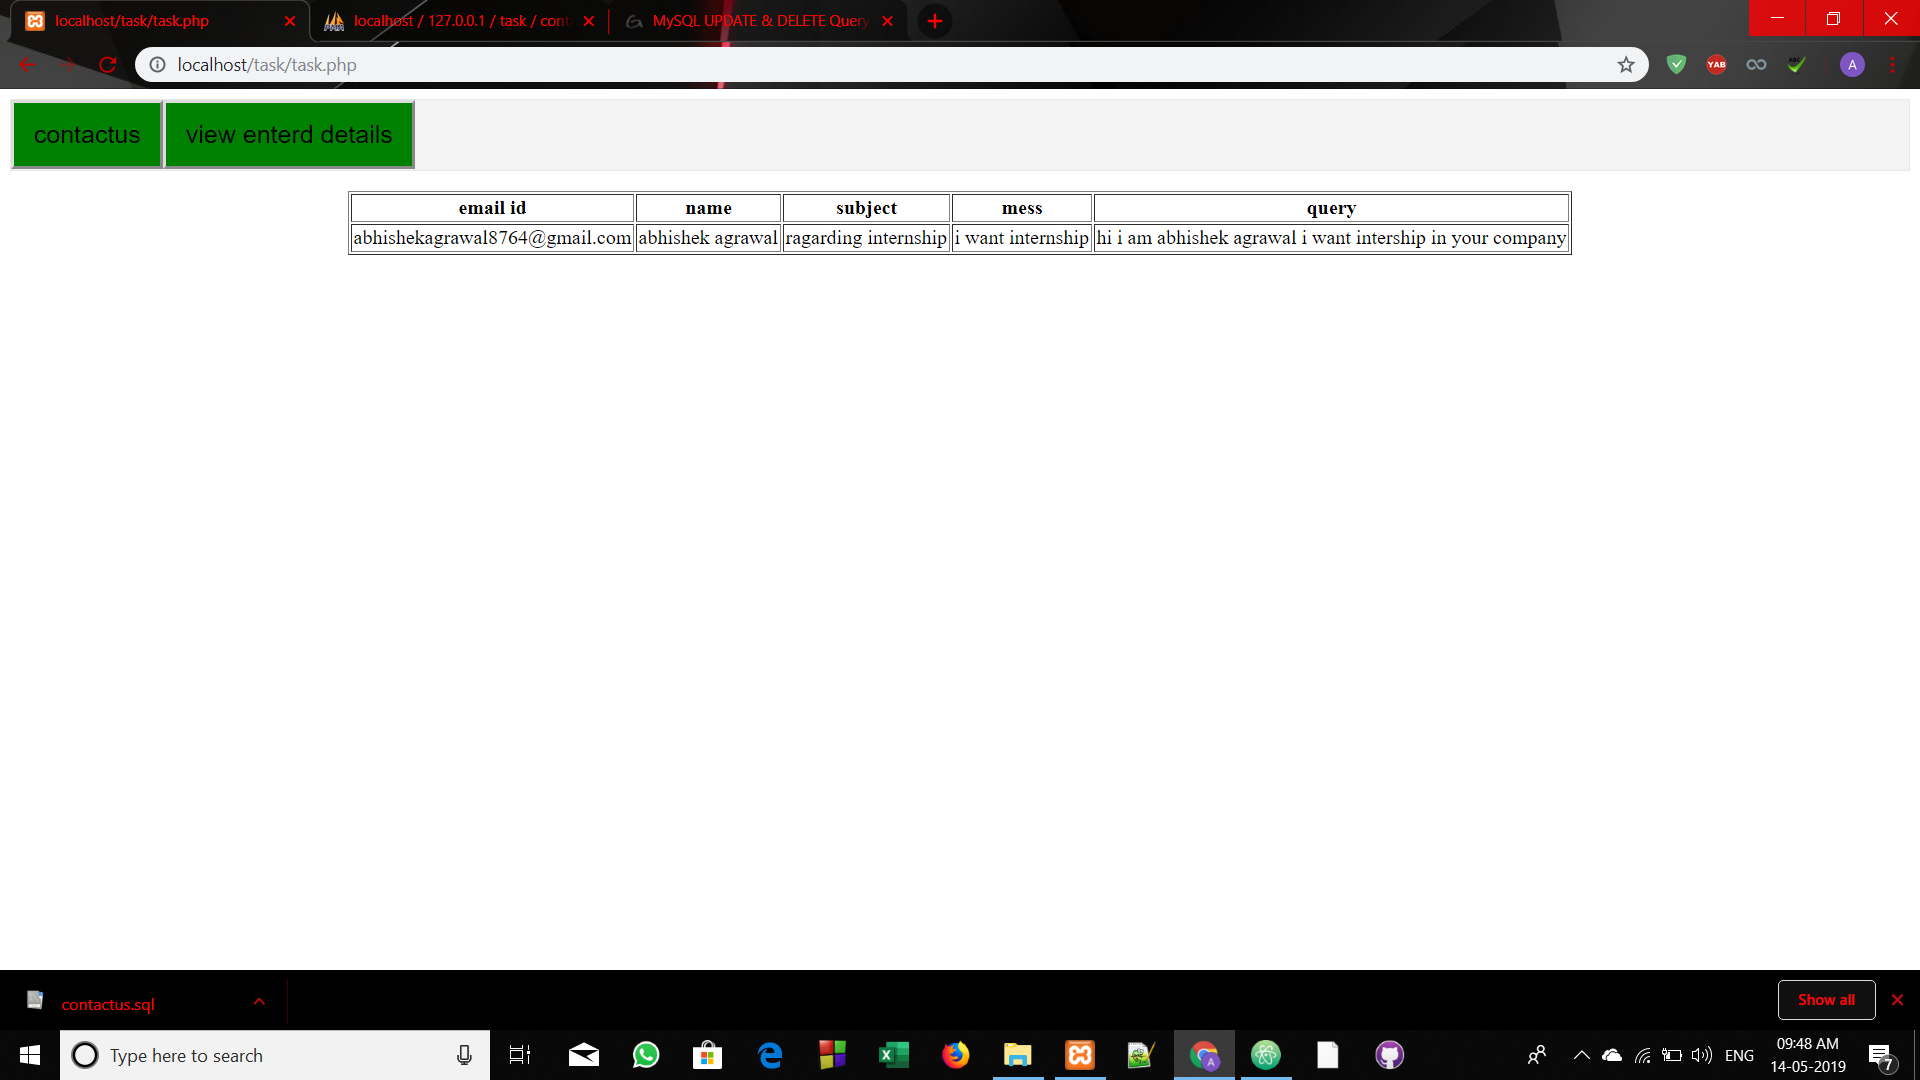 localhost/task/task.php
localhost / 127.0.0.1 / task / cont
MySQL UPDATE & DELETE Query
localhost/task/task.php
YAB
ABC
A
contactus
view enterd details
email id name subject mess query
abhishekagrawal8764@gmail.com abhishek agrawal ragarding internship i want internship hi i am abhishek agrawal i want intership in your company
contactus.sql
Show all
Type here to search
A
ENG
09:48 AM
14-05-2019
7